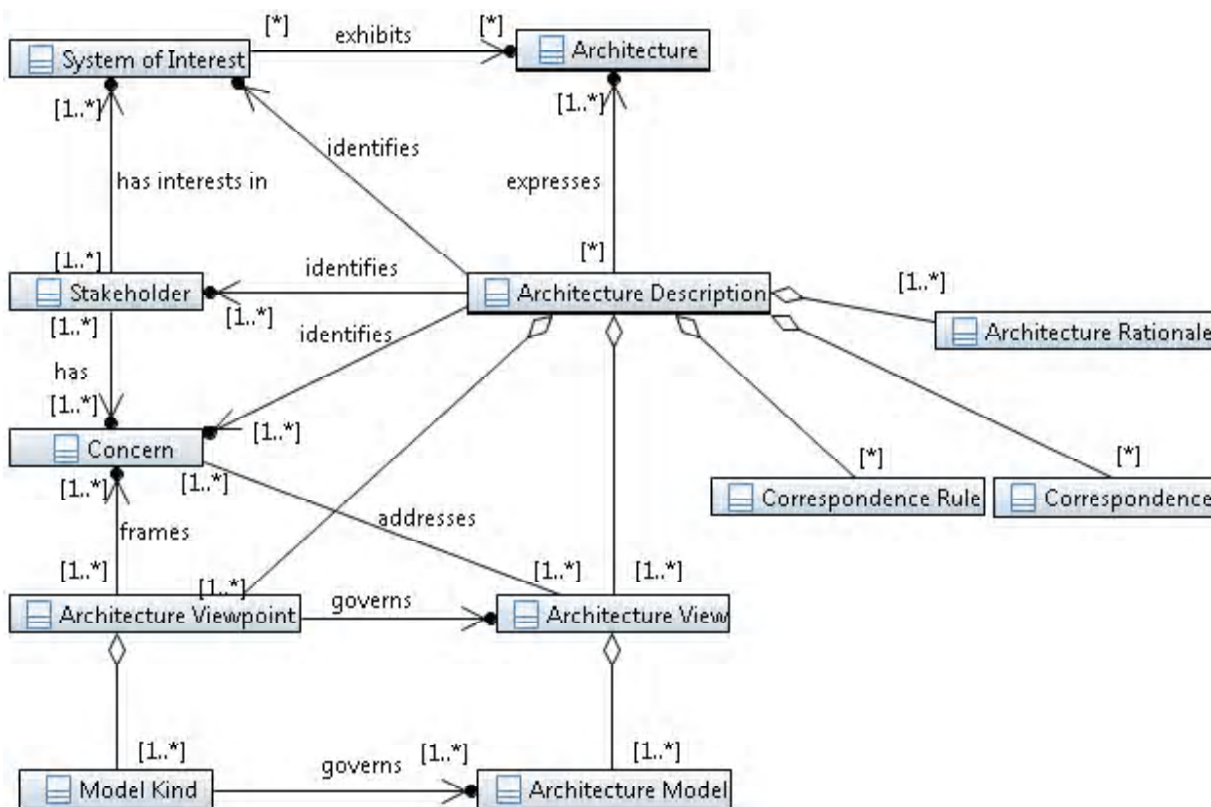 [*]
exhibits
[*]
System of Interest
Architecture
[1..*]
[1..*]
identifies
has interests in
expresses
[1..*]
[*]
Stakeholder
identifies
Architecture Description
[1..*]
[1..*]
[1..*]
identifies
Architecture Rationale
has
[1..*]
[1..*]
Concern
[1..*]
[1..*]
[*]
[*]
Correspondence Rule
Correspondence
frames
addresses
[1..*]
[1..*]
[1..*]
[1..*]
Architecture Viewpoint
governs
Architecture View
[1..*]
[1..*]
[1..*]
governs
Model Kind
Architecture Model